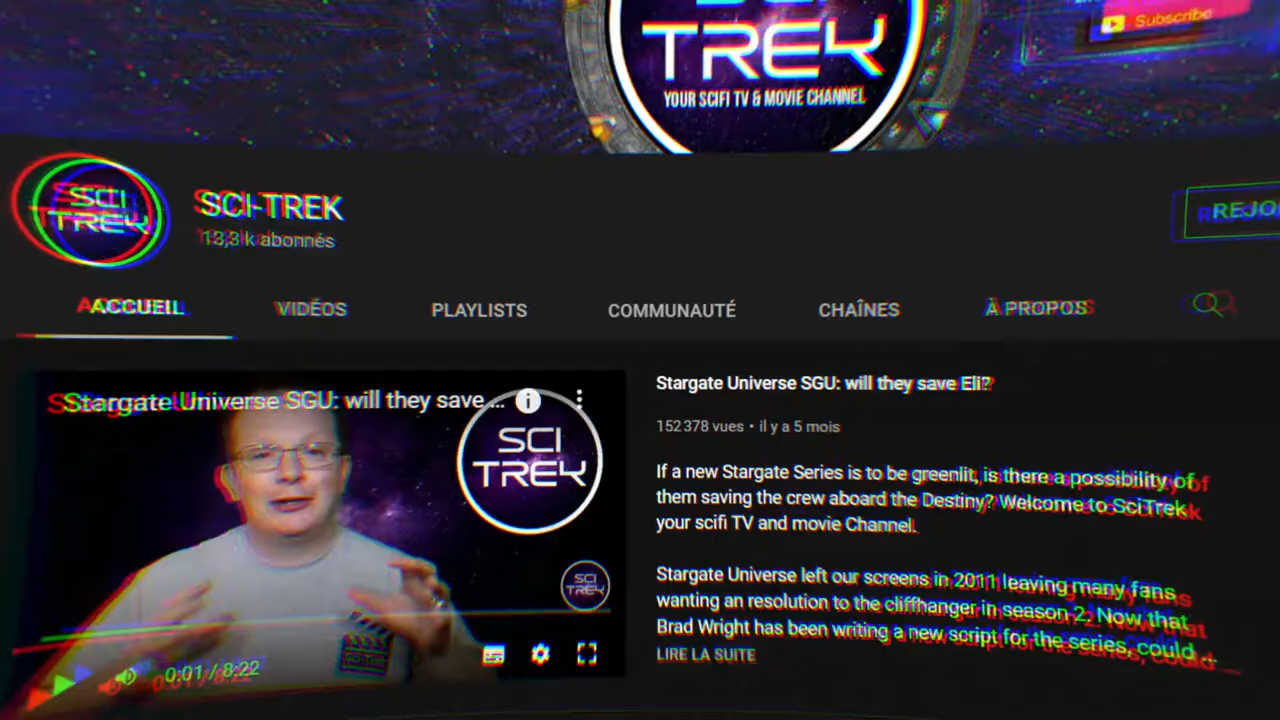 SCI
TREK
YOUR SCIFI TV & MOVIE CHANNEL
Subscribe
SCI
TREK
SCI-TREK
13,3 k abonnés
ACCUEIL
VIDÉOS
PLAYLISTS
COMMUNAUTÉ
CHAÎNES
À PROPOS
Stargate Universe SGU: will they save ...
SCI
TREK
SCI
TREK
SciTrek
0:01 / 8:22
Stargate Universe SGU: will they save Eli?
152 378 vues • il y a 5 mois
If a new Stargate Series is to be greenlit, is there a possibility of
them saving the crew aboard the Destiny? Welcome to SciTrek
your scifi TV and movie Channel.
Stargate Universe left our screens in 2011 leaving many fans
wanting an resolution to the cliffhanger in season 2. Now that
Brad Wright has been writing a new script for the series, could ...
LIRE LA SUITE